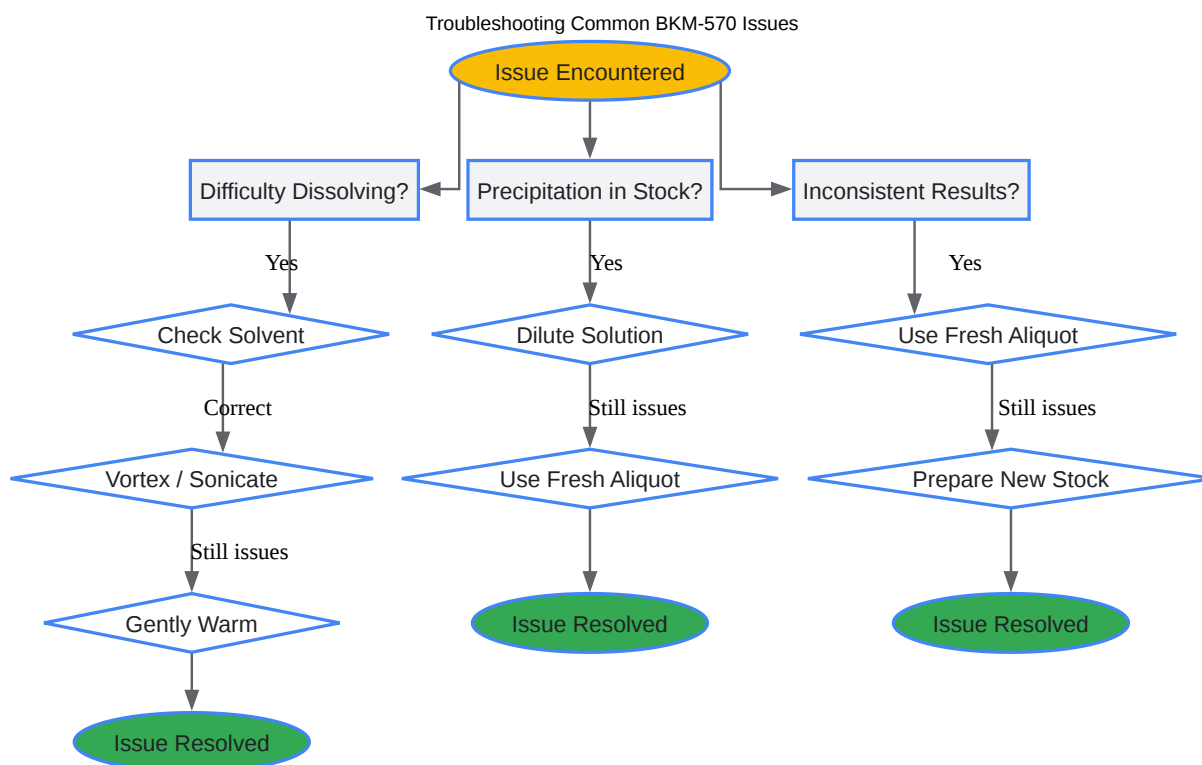 Troubleshooting Common BKM-570 Issues
Issue Encountered
Difficulty Dissolving?
Precipitation in Stock?
Inconsistent Results?
Yes
Yes
Yes
Check Solvent
Dilute Solution
Use Fresh Aliquot
Correct
Still issues
Still issues
Vortex / Sonicate
Use Fresh Aliquot
Prepare New Stock
Still issues
Gently Warm
Issue Resolved
Issue Resolved
Issue Resolved